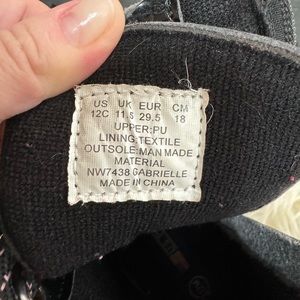 US UK EUR CM
12C 11.5 29.5 18
UPPER:PU
LINING:TEXTILE
OUTSOLE:MAN MADE
MATERIAL
NW7438 GABRIELLE
MADE IN CHINA